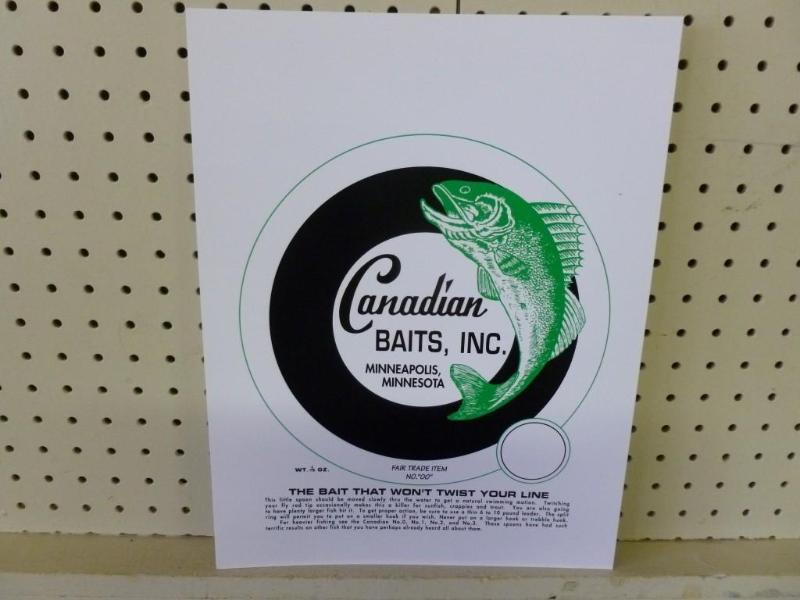 Canadian
BAITS, INC.
MINNEAPOLIS,
MINNESOTA
WT. OZ.
FAIR TRADE ITEM
NO. "00"
THE BAIT THAT WON'T TWIST YOUR LINE
This little spoon should be moved slowly thru the water to get a natural swimming motion. Twitching
your fly rod tip occasionally makes this a killer for sunfish, crappies and trout. You are also going
to have plenty larger fish hit it. To get proper action, be sure to use a thin 6 to 10 pound leader. The split
ring will permit you to put on a smaller hook if you wish. Never put on a larger hook or treble hook.
For heavier fishing see the Canadian No.0, No.1, No.2, and No.3. These spoons have had such
terrific results on other fish that you have perhaps already heard all about them.